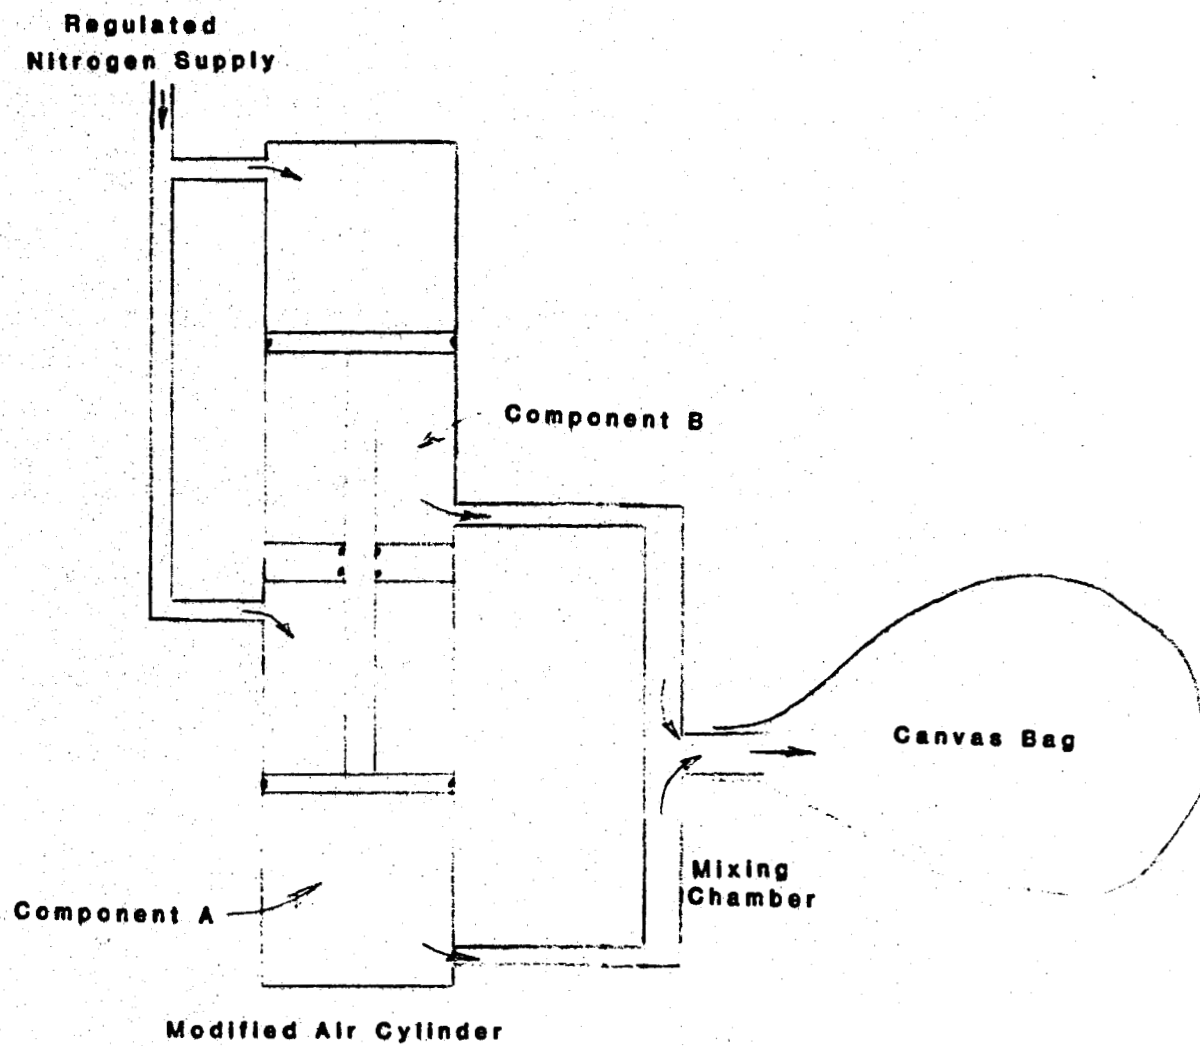 Regulated
Nitrogen Supply
Component B
Canvas Bag
Mixing
Chamber
Component A
Modified Air Cylinder